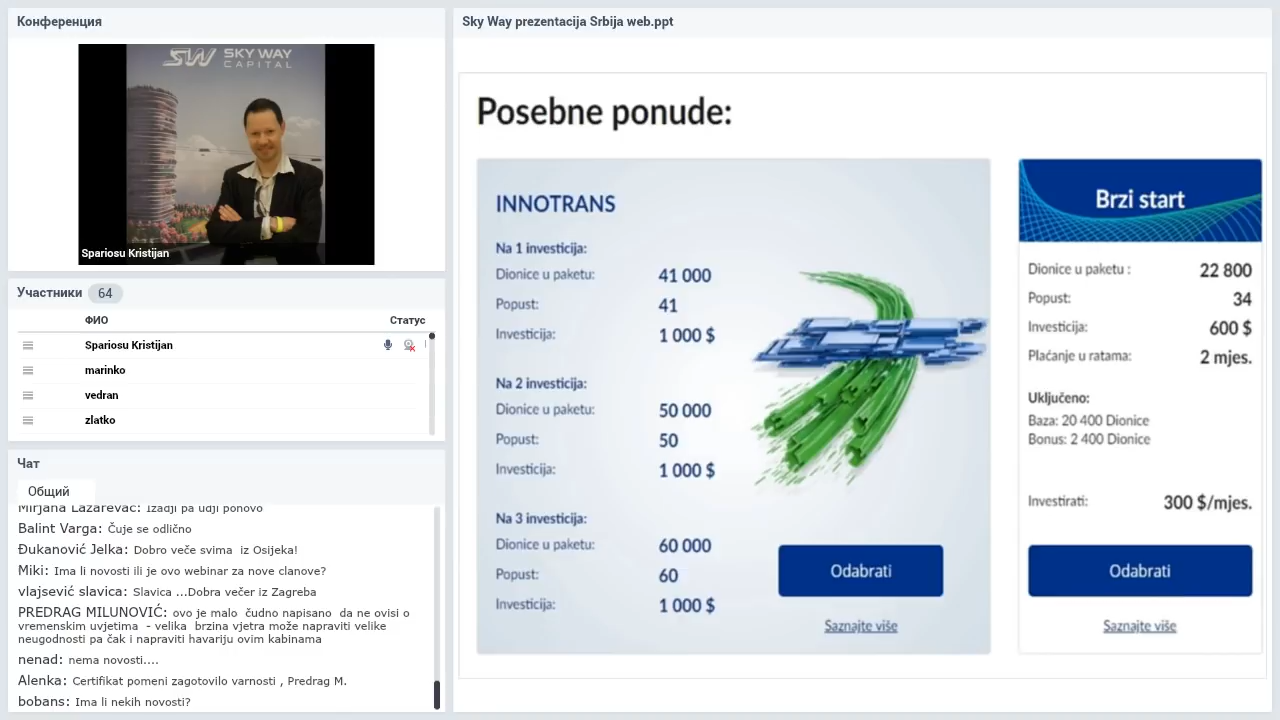 Конференция
SKY WAY
CAPITAL
Spariosu Kristijan
Участники 64
ФИО Статус
Spariosu Kristijan
marinko
vedran
zlatko
Чат
Общий
Mirjana Lazarevac: Izadji pa udji ponovo
Balint Varga: Čuje se odlično
Đukanović Jelka: Dobro veče svima iz Osijeka!
Miki: Ima li novosti ili je ovo webinar za nove clanove?
vlajsević slavica: Slavica ...Dobra večer iz Zagreba
PREDRAG MILUNOVIĆ: ovo je malo čudno napisano da ne ovisi o
vremenskim uvjetima - velika brzina vjetra može napraviti velike
neugodnosti pa čak i napraviti havariju ovim kabinama
nenad: nema novosti....
Alenka: Certifikat pomeni zagotovilo varnosti , Predrag M.
bobans: Ima li nekih novosti?
Sky Way prezentacija Srbija web.ppt
Posebne ponude:
INNOTRANS
Na 1 investicija:
Dionice u paketu: 41 000
Popust: 41
Investicija: 1 000 $
Na 2 investicija:
Dionice u paketu: 50 000
Popust: 50
Investicija: 1 000 $
Na 3 investicija:
Dionice u paketu: 60 000
Popust: 60
Investicija: 1 000 $
Odabrati
Saznajte više
Brzi start
Dionice u paketu : 22 800
Popust: 34
Investicija: 600 $
Plaćanje u ratama: 2 mjes.
Uključeno:
Baza: 20 400 Dionice
Bonus: 2 400 Dionice
Investirati: 300 $/mjes.
Odabrati
Saznajte više